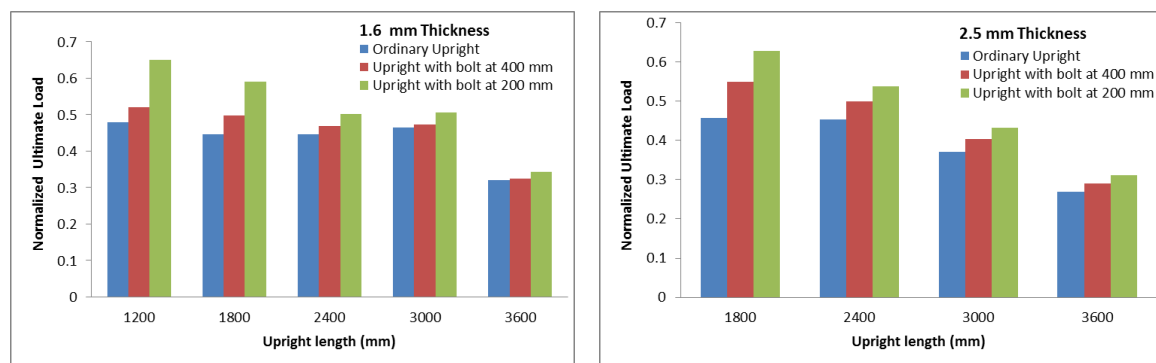 1.6 mm Thickness
Ordinary Upright
Upright with bolt at 400 mm
Upright with bolt at 200 mm
Normalized Ultimate Load
0.7
0.6
0.5
0.4
0.3
0.2
0.1
0
1200 1800 2400 3000 3600
Upright length (mm)
2.5 mm Thickness
Ordinary Upright
Upright with bolt at 400 mm
Upright with bolt at 200 mm
Normalized Ultimate Load
0.7
0.6
0.5
0.4
0.3
0.2
0.1
0
1800 2400 3000 3600
Upright length (mm)